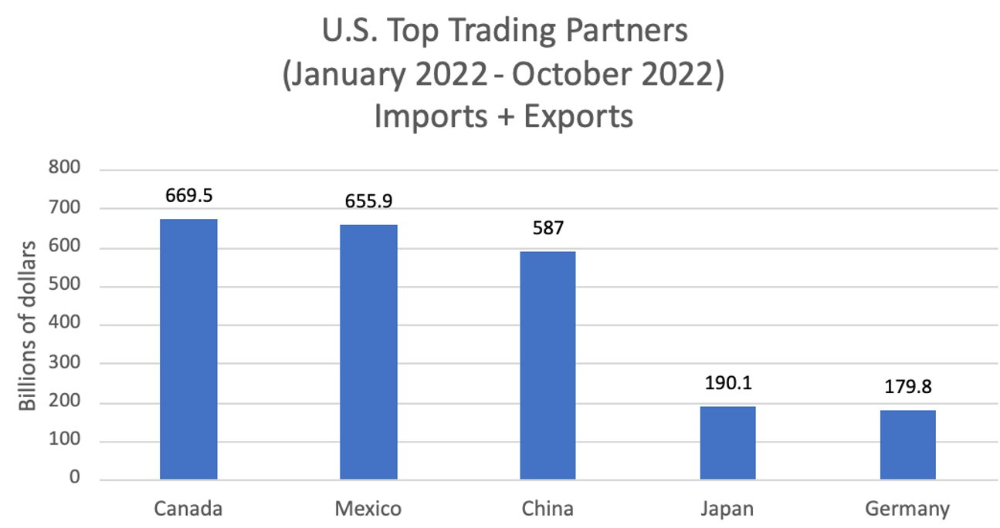 U.S. Top Trading Partners
(January 2022 - October 2022)
Imports + Exports
Billions of dollars
800
700
600
500
400
300
200
100
0
669.5
655.9
587
190.1
179.8
Canada
Mexico
China
Japan
Germany